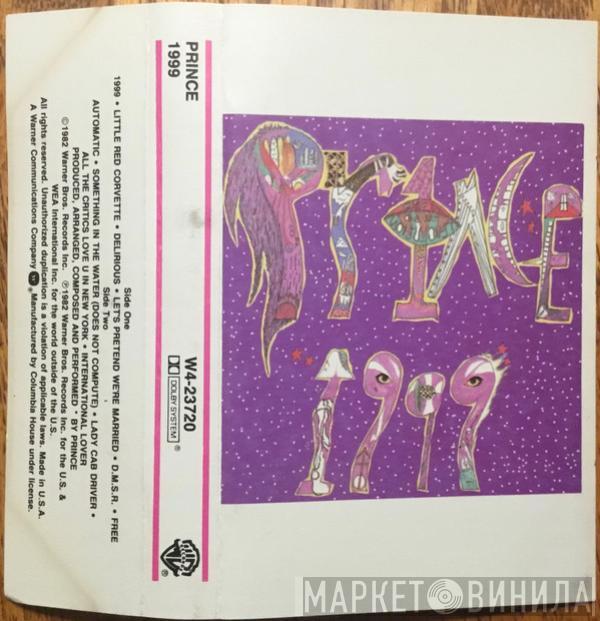 PRINCE
1999
PRINCE
1999
W4-23720
DOLBY SYSTEM ®
®
Side One
1999 • LITTLE RED CORVETTE • DELIRIOUS • LET'S PRETEND WE'RE MARRIED • D.M.S.R. • FREE
Side Two
AUTOMATIC • SOMETHING IN THE WATER (DOES NOT COMPUTE) • LADY CAB DRIVER •
ALL THE CRITICS LOVE U IN NEW YORK • INTERNATIONAL LOVER
PRODUCED, ARRANGED, COMPOSED AND PERFORMED • BY PRINCE
©1982 Warner Bros. Records Inc. ℗1982 Warner Bros. Records Inc. for the U.S. &
WEA International Inc. for the world outside of the U.S.
All rights reserved. Unauthorized duplication is a violation of applicable laws. Made in U.S.A.
A Warner Communications Company ®, Manufactured by Columbia House under license.
МАРКЕТОВИНИЛА